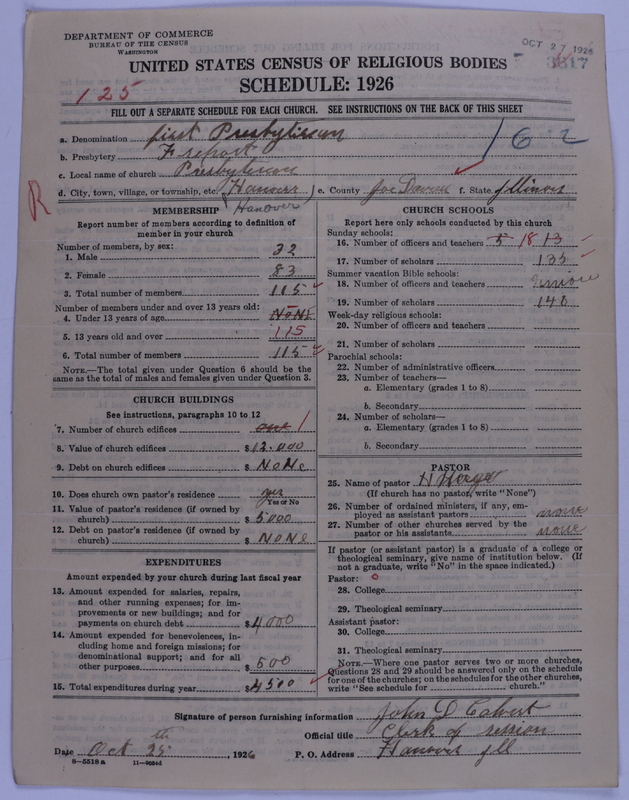 DEPARTMENT OF COMMERCE
BUREAU OF THE CENSUS
WASHINGTON
OCT 27 1926
3817
UNITED STATES CENSUS OF RELIGIOUS BODIES
SCHEDULE: 1926
125
FILL OUT A SEPARATE SCHEDULE FOR EACH CHURCH. SEE INSTRUCTIONS ON THE BACK OF THIS SHEET
a. Denomination first Presbyterian
b. Presbytery Freeport
c. Local name of church Presbyterian
d. City, town, village, or township, etc (Hanover) e. County Joe Davies f. State Illinois
Hanover
R
MEMBERSHIP
Report number of members according to definition of
member in your church
Number of members, by sex:
1. Male 32
2. Female 83
3. Total number of members 115
Number of members under and over 13 years old:
4. Under 13 years of age NoNE
5. 13 years old and over 115
6. Total number of members 115
NOTE.—The total given under Question 6 should be
same as the total of males and females given under Question 3.
CHURCH BUILDINGS
See instructions, paragraphs 10 to 12
7. Number of church edifices one 1
8. Value of church edifices $ 12.000
9. Debt on church edifices $ NoNe
10. Does church own pastor's residence yes
Yes or No
11. Value of pastor's residence (if owned by
church) $ 5000
12. Debt on pastor's residence (if owned by
church) $ NoNe
EXPENDITURES
Amount expended by your church during last fiscal year
13. Amount expended for salaries, repairs,
and other running expenses; for im-
provements or new buildings; and for
payments on church debt $ 4000
14. Amount expended for benevolences, in-
cluding home and foreign missions; for
denominational support; and for all
other purposes $ 500
15. Total expenditures during year $ 4500
CHURCH SCHOOLS
Report here only schools conducted by this church
Sunday schools:
16. Number of officers and teachers 5 18 13
17. Number of scholars 135
Summer vacation Bible schools:
18. Number of officers and teachers
19. Number of scholars 148
Week-day religious schools:
20. Number of officers and teachers
21. Number of scholars
Parochial schools:
22. Number of administrative officers
23. Number of teachers—
a. Elementary (grades 1 to 8)
b. Secondary
24. Number of scholars—
a. Elementary (grades 1 to 8)
b. Secondary
PASTOR
25. Name of pastor
(If church has no pastor, write "None")
26. Number of ordained ministers, if any, em-
ployed as assistant pastors none
27. Number of other churches served by the
pastor or his assistants none
If pastor (or assistant pastor) is a graduate of a college or
theological seminary, give name of institution below. (If
not a graduate, write "No" in the space indicated.)
Pastor: o
28. College
29. Theological seminary
Assistant pastor:
30. College
31. Theological seminary
NOTE.—Where one pastor serves two or more churches,
Questions 28 and 29 should be answered only on the schedule
for one of the churches; on the schedules for the other churches,
write "See schedule for church."
Signature of person furnishing information John D Calvert
Official title Clerk of session
Date Oct 25th, 1926 P. O. Address Hanover Ill
8—5518a 11—9054d